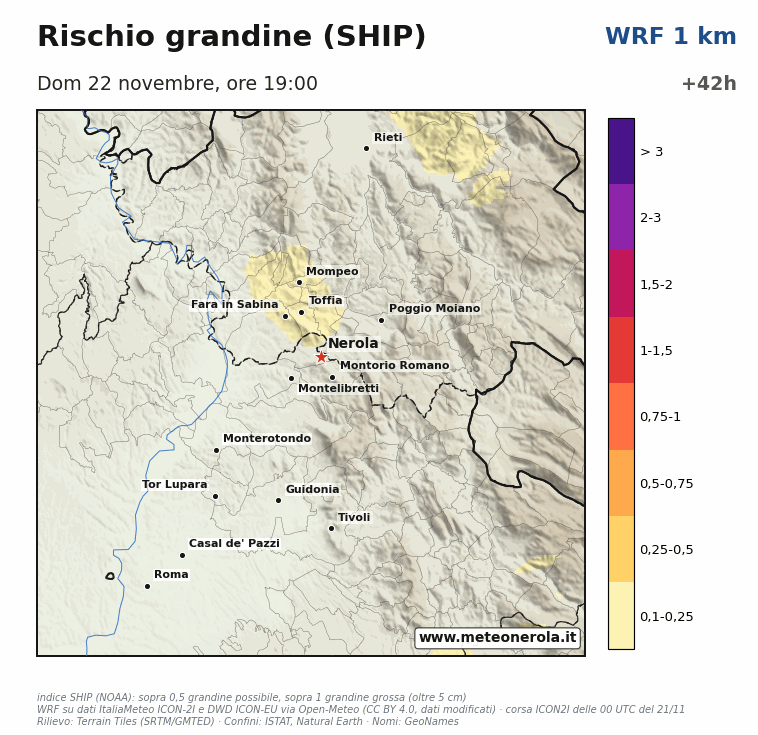 Rischio grandine (SHIP)
WRF 1 km
Dom 22 novembre, ore 19:00
+42h
Rieti
> 3
2-3
Mompeo
1,5-2
Fara in Sabina
Toffia
Poggio Moiano
Nerola
1-1,5
Montorio Romano
Montelibretti
0,75-1
Monterotondo
Tor Lupara
Guidonia
0,5-0,75
Tivoli
Casal de' Pazzi
0,25-0,5
Roma
0,1-0,25
www.meteonerola.it
indice SHIP (NOAA): sopra 0,5 grandine possibile, sopra 1 grandine grossa (oltre 5 cm)
WRF su dati ItaliaMeteo ICON-2I e DWD ICON-EU via Open-Meteo (CC BY 4.0, dati modificati) · corsa ICON2I delle 00 UTC del 21/11
Rilievo: Terrain Tiles (SRTM/GMTED) · Confini: ISTAT, Natural Earth · Nomi: GeoNames